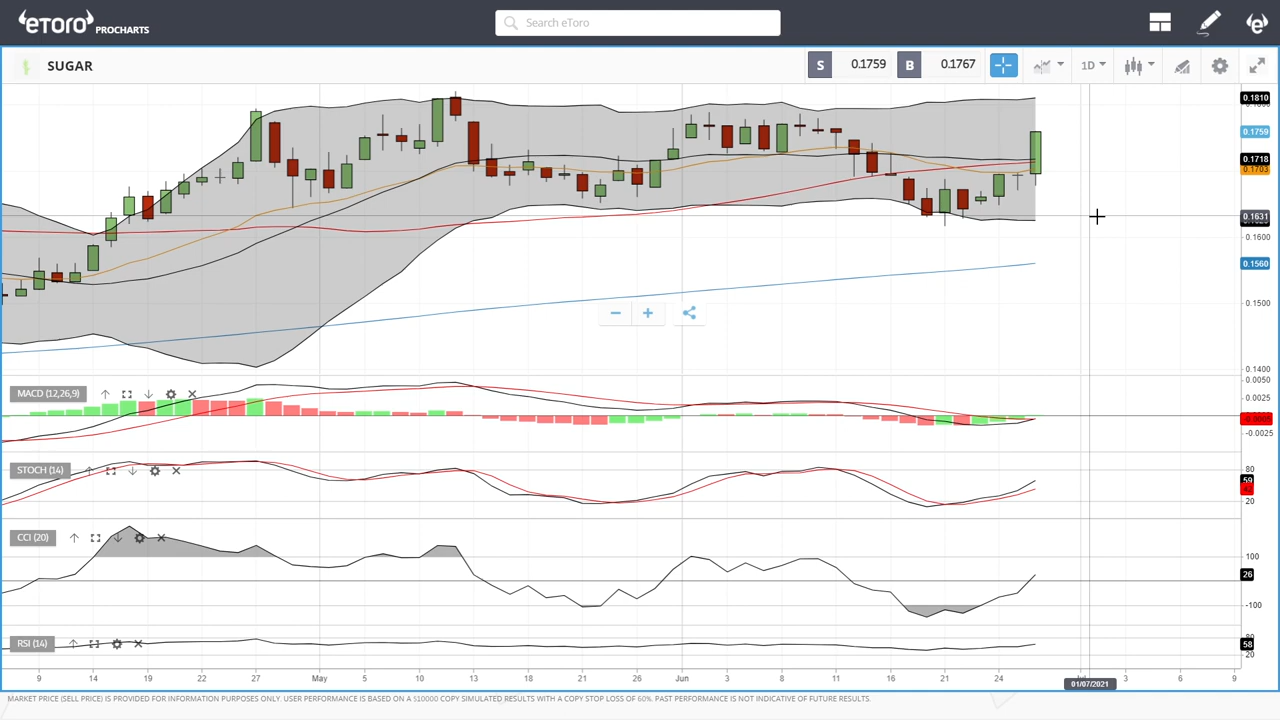 eToro PROCHARTS
Search eToro
SUGAR
S 0.1759 B 0.1767
1D
0.1810
0.1759
0.1718
0.1703
0.1631
0.1600
0.1560
0.1500
0.1400
MACD (12,26,9)
0.0050
0.0025
-0.0005
-0.0025
STOCH (14)
80
59
20
CCI (20)
100
26
-100
RSI (14)
80
58
20
9 14 19 22 27 May 5 10 13 18 21 26 Jun 3 8 11 16 21 24 Jul 3 6 9
01/07/2021
MARKET PRICE (SELL PRICE) IS PROVIDED FOR INFORMATION PURPOSES ONLY. USER PERFORMANCE IS BASED ON A $10000 COPY SIMULATED RESULTS WITH A COPY STOP LOSS OF 60%. PAST PERFORMANCE IS NOT INDICATIVE OF FUTURE RESULTS.